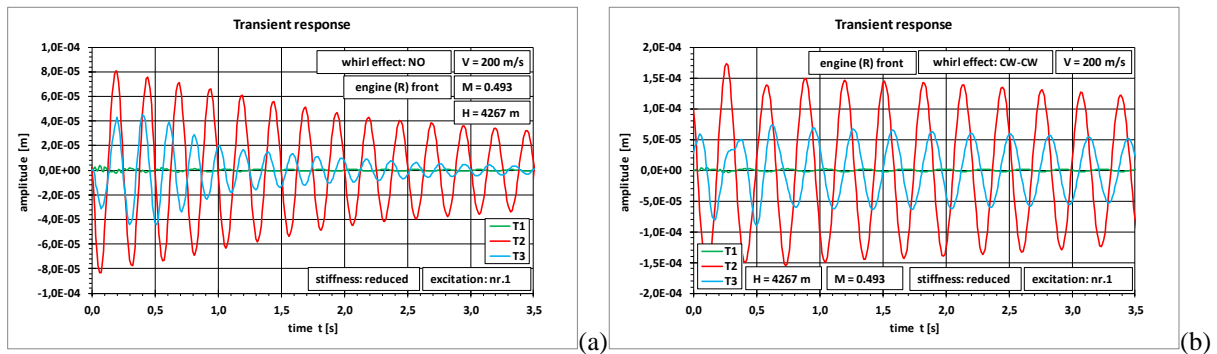 Transient response
whirl effect: NO
V = 200 m/s
engine (R) front
M = 0.493
H = 4267 m
1,0E-04
8,0E-05
6,0E-05
4,0E-05
2,0E-05
0,0E+00
-2,0E-05
-4,0E-05
-6,0E-05
-8,0E-05
-1,0E-04
amplitude [m]
T1
T2
T3
stiffness: reduced
excitation: nr.1
0,0 0,5 1,0 1,5 2,0 2,5 3,0 3,5
time t [s]
(a)
Transient response
engine (R) front
whirl effect: CW-CW
V = 200 m/s
2,0E-04
1,5E-04
1,0E-04
5,0E-05
0,0E+00
-5,0E-05
-1,0E-04
-1,5E-04
-2,0E-04
amplitude [m]
T1
T2
T3
H = 4267 m
M = 0.493
stiffness: reduced
excitation: nr.1
0,0 0,5 1,0 1,5 2,0 2,5 3,0 3,5
time t [s]
(b)